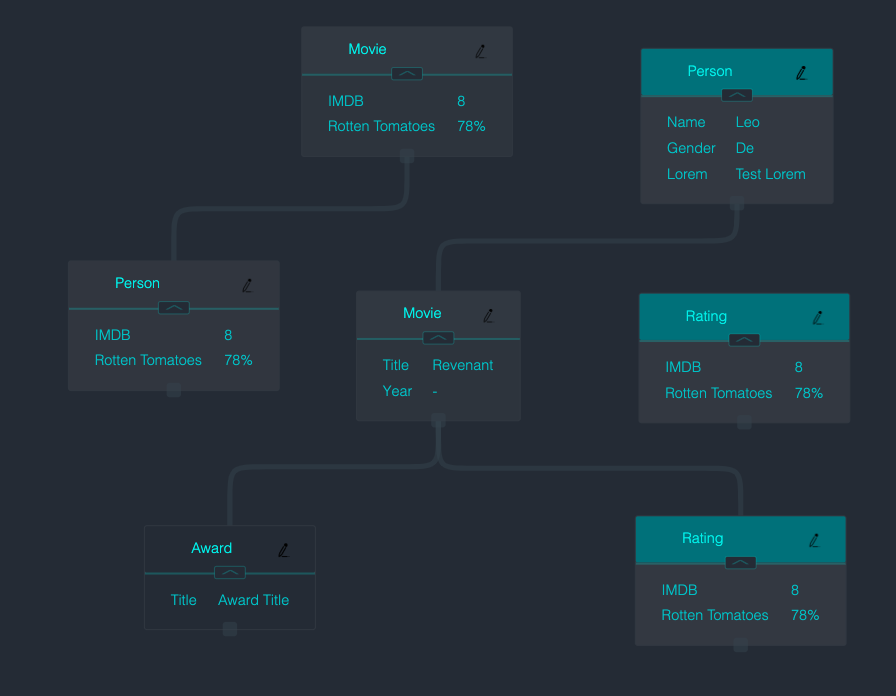 Movie
IMDB 8
Rotten Tomatoes 78%
Person
Name Leo
Gender De
Lorem Test Lorem
Person
IMDB 8
Rotten Tomatoes 78%
Movie
Title Revenant
Year -
Rating
IMDB 8
Rotten Tomatoes 78%
Award
Title Award Title
Rating
IMDB 8
Rotten Tomatoes 78%